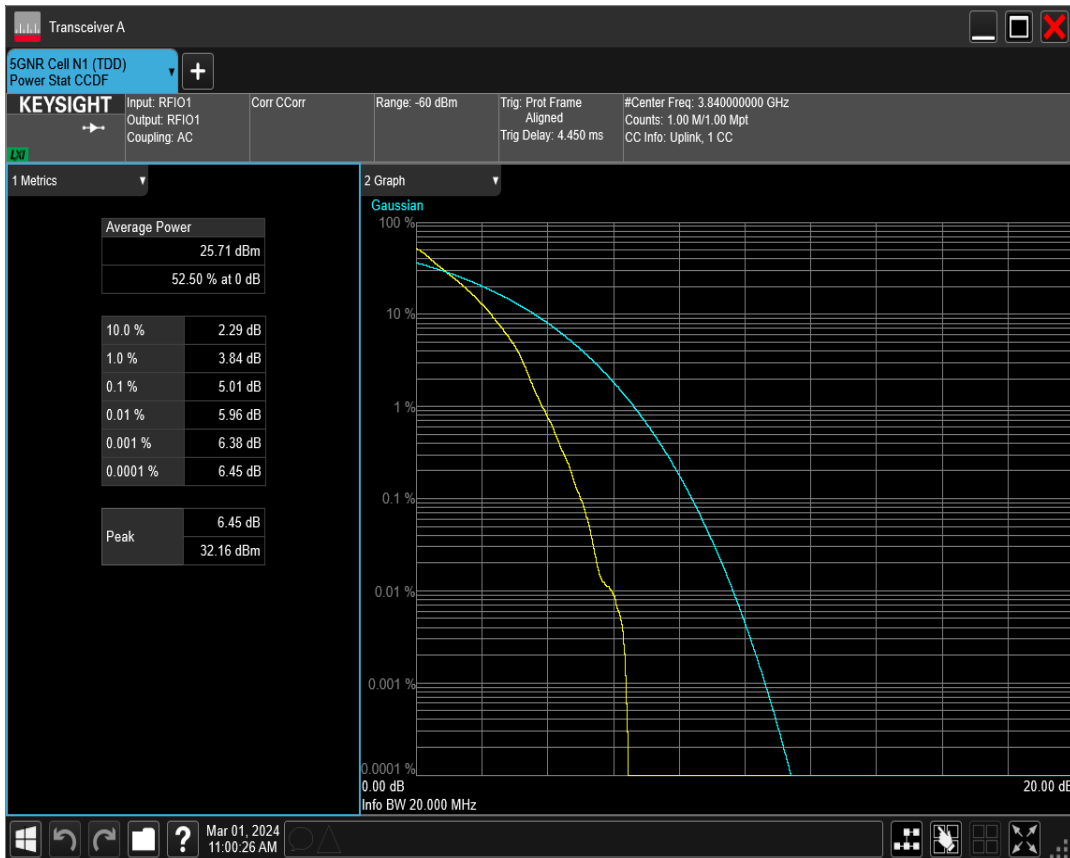 Transceiver A
5GNR Cell N1 (TDD)
Power Stat CCDF
KEYSIGHT
LXI
Input: RFIO1
Output: RFIO1
Coupling: AC
Corr CCorr
Range: -60 dBm
Trig: Prot Frame
Aligned
Trig Delay: 4.450 ms
#Center Freq: 3.840000000 GHz
Counts: 1.00 M/1.00 Mpt
CC Info: Uplink, 1 CC
1 Metrics
Average Power
25.71 dBm
52.50 % at 0 dB
10.0 % 2.29 dB
1.0 % 3.84 dB
0.1 % 5.01 dB
0.01 % 5.96 dB
0.001 % 6.38 dB
0.0001 % 6.45 dB
Peak
6.45 dB
32.16 dBm
2 Graph
Gaussian
100 %
10 %
1 %
0.1 %
0.01 %
0.001 %
0.0001 %
0.00 dB 20.00 dB
Info BW 20.000 MHz
?
Mar 01, 2024
11:00:26 AM